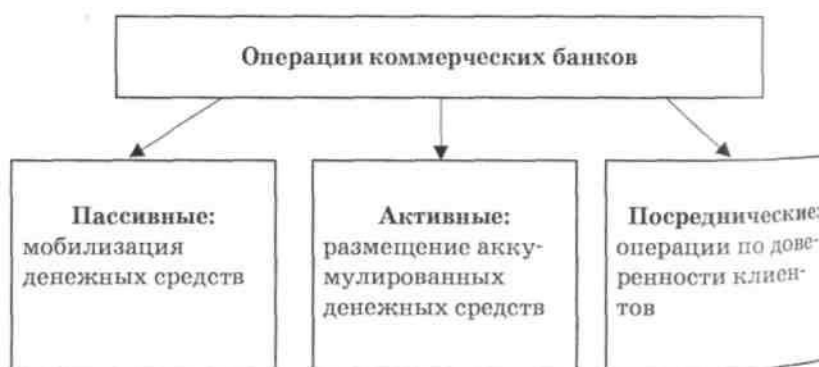 Операции коммерческих банков
Пассивные:
мобилизация
денежных средств
Активные:
размещение акку-
мулированных
денежных средств
Посреднические:
операции по дове-
ренности клиен-
тов